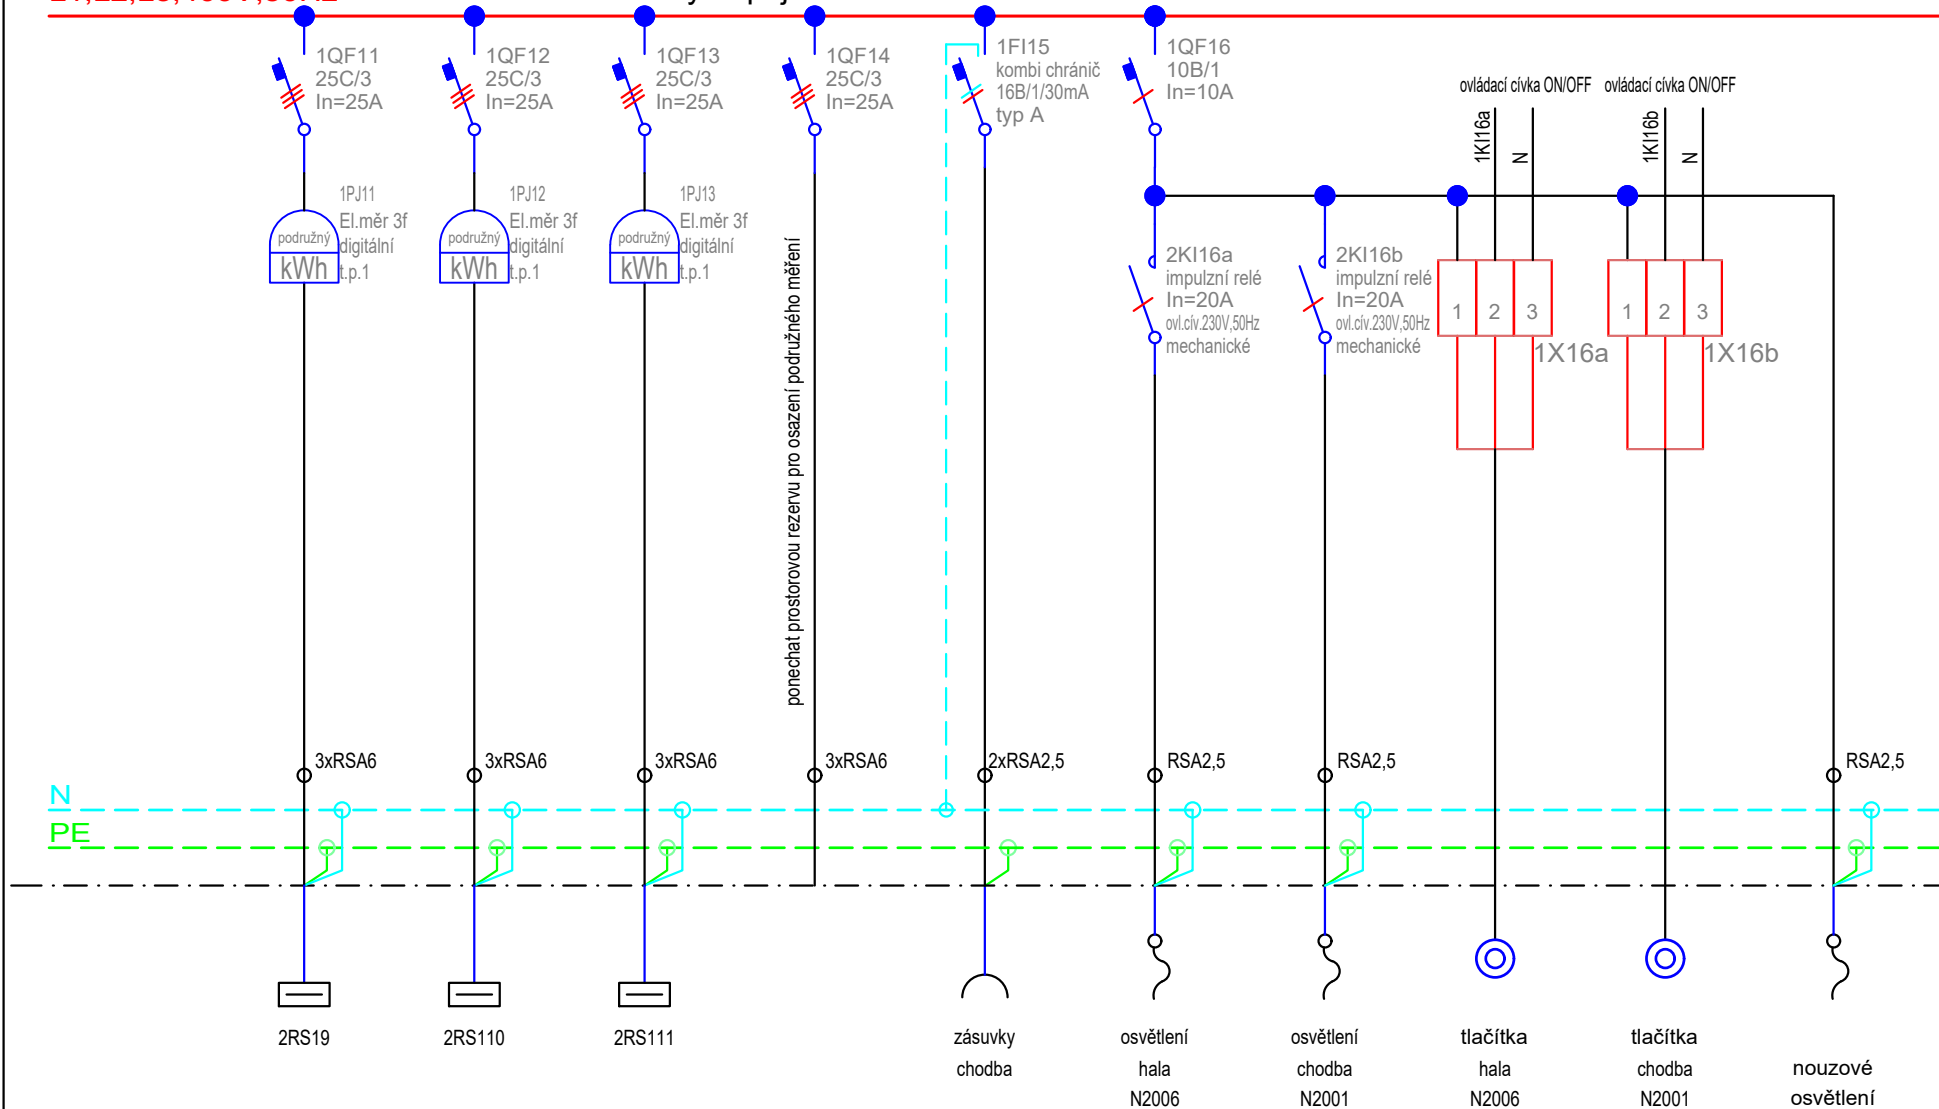 1QF11
25C/3
In=25A
1QF12
25C/3
In=25A
1QF13
25C/3
In=25A
1QF14
25C/3
In=25A
1FI15
kombi chránič
16B/1/30mA
typ A
1QF16
10B/1
In=10A
ovládací cívka ON/OFF
ovládací cívka ON/OFF
1KI16a
N
1KI16b
N
1PJ11
El.měr 3f
digitální
t.p.1
podružný
kWh
1PJ12
El.měr 3f
digitální
t.p.1
podružný
kWh
1PJ13
El.měr 3f
digitální
t.p.1
podružný
kWh
ponechat prostorovou rezervu pro osazení podružného měření
2KI16a
impulzní relé
In=20A
ovl.cív.230V,50Hz
mechanické
2KI16b
impulzní relé
In=20A
ovl.cív.230V,50Hz
mechanické
1 2 3
1X16a
1 2 3
1X16b
3xRSA6
3xRSA6
3xRSA6
3xRSA6
2xRSA2,5
RSA2,5
RSA2,5
RSA2,5
N
PE
2RS19
2RS110
2RS111
zásuvky
chodba
osvětlení
hala
N2006
osvětlení
chodba
N2001
tlačítka
hala
N2006
tlačítka
chodba
N2001
nouzové
osvětlení